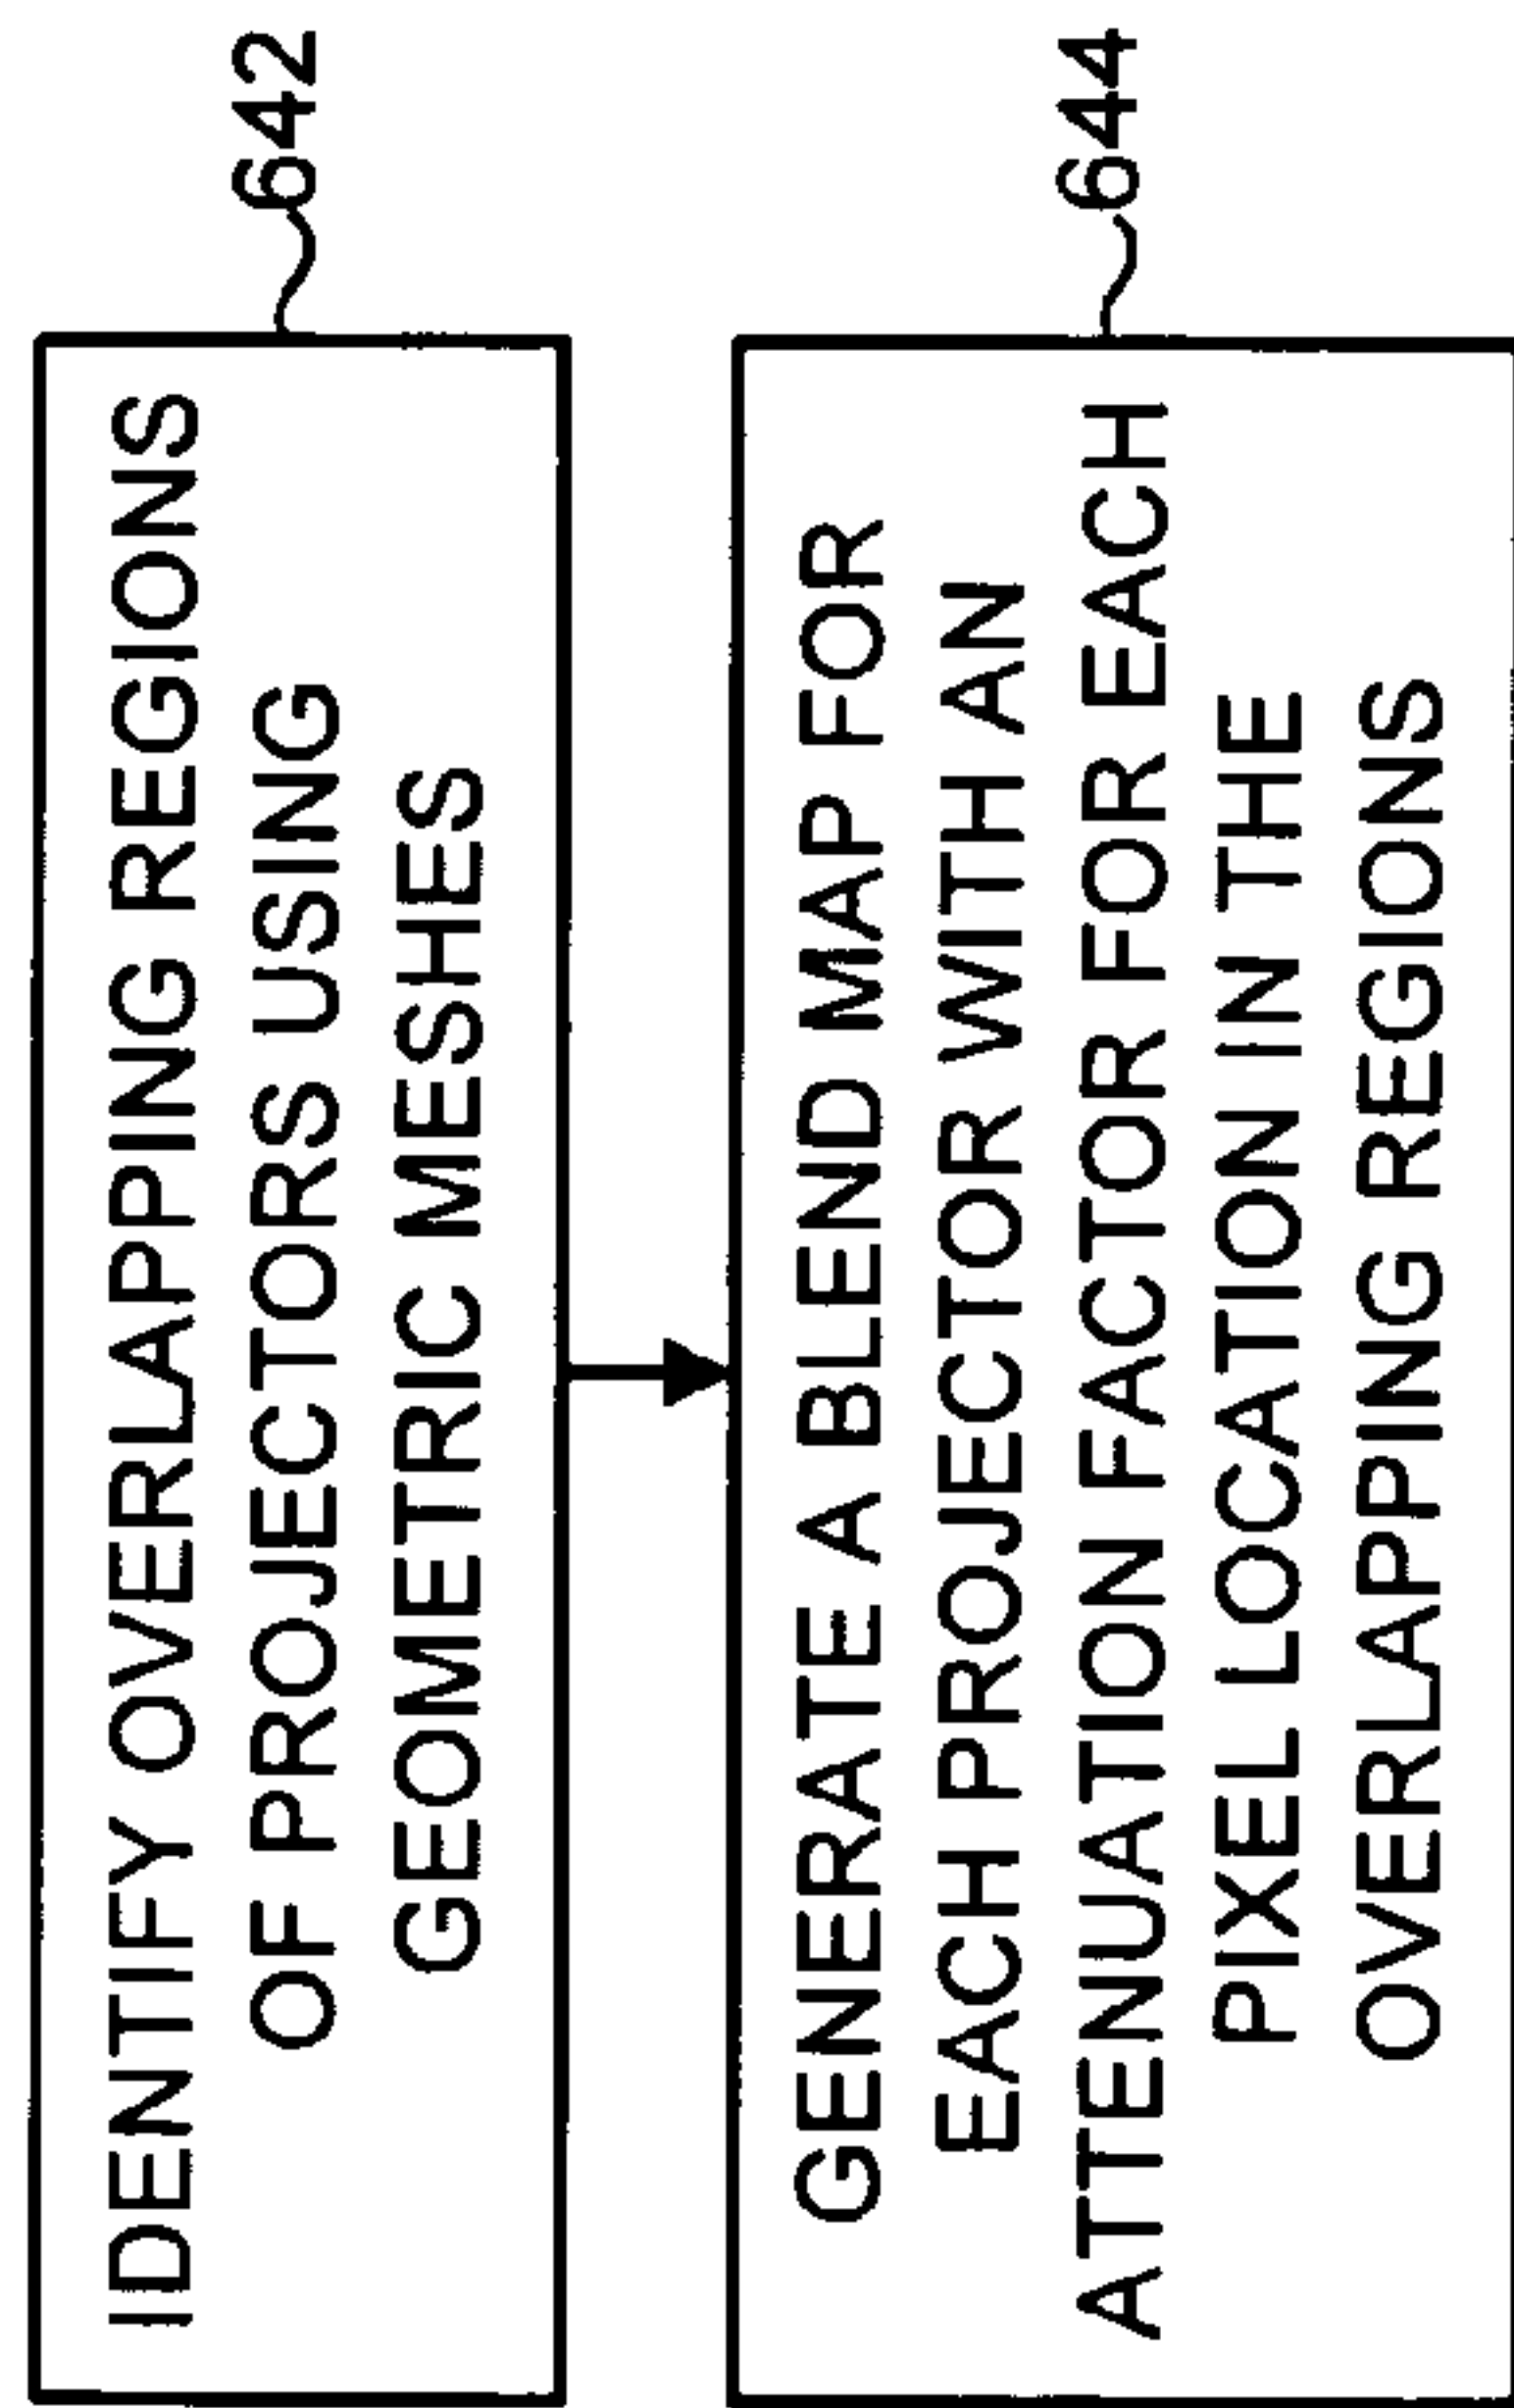 IDENTIFY OVERLAPPING REGIONS
OF PROJECTORS USING
GEOMETRIC MESHES
642
GENERATE A BLEND MAP FOR
EACH PROJECTOR WITH AN
ATTENUATION FACTOR FOR EACH
PIXEL LOCATION IN THE
OVERLAPPING REGIONS
644